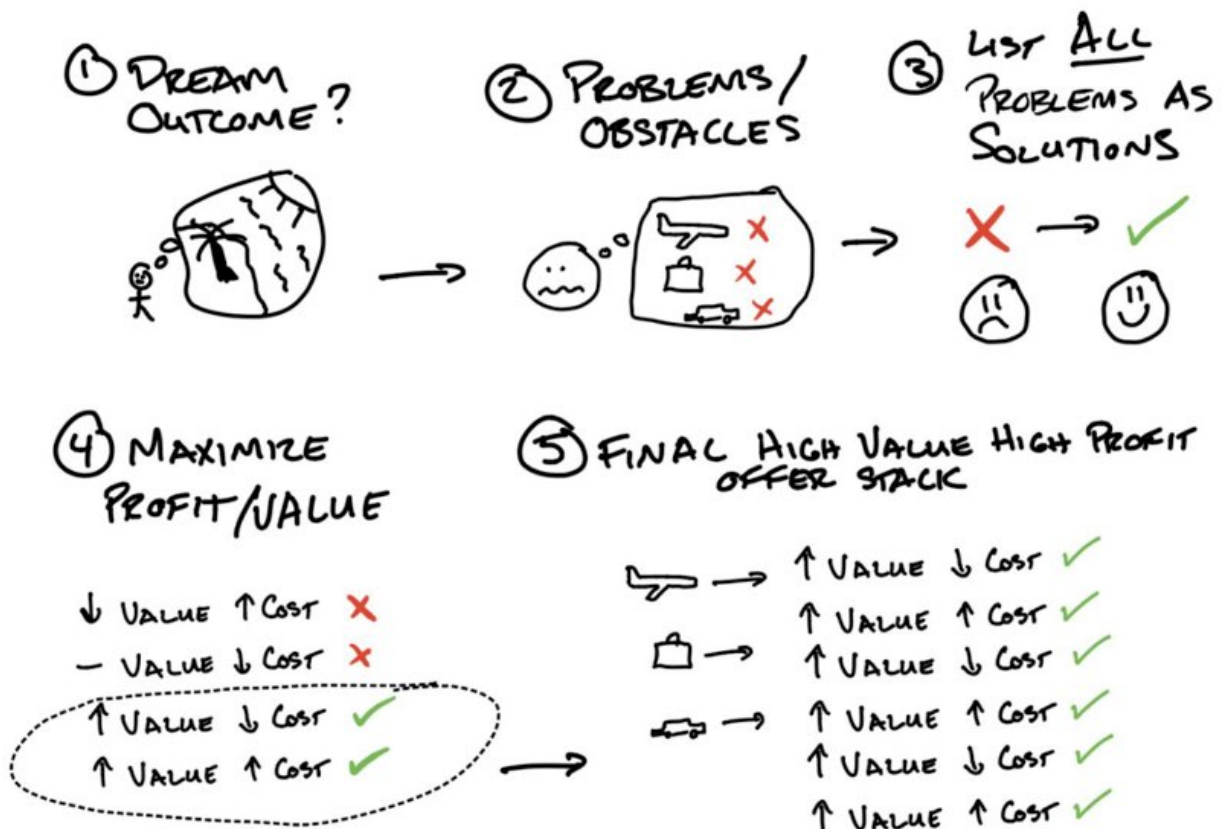 ① DREAM
OUTCOME?
② PROBLEMS/
OBSTACLES
③ LIST ALL
PROBLEMS AS
SOLUTIONS
④ MAXIMIZE
PROFIT/VALUE
↓ VALUE ↑ COST ✗
– VALUE ↓ COST ✗
↑ VALUE ↓ COST ✓
↑ VALUE ↑ COST ✓
⑤ FINAL HIGH VALUE HIGH PROFIT
OFFER STACK
↑ VALUE ↓ COST ✓
↑ VALUE ↑ COST ✓
↑ VALUE ↓ COST ✓
↑ VALUE ↑ COST ✓
↑ VALUE ↓ COST ✓
↑ VALUE ↑ COST ✓